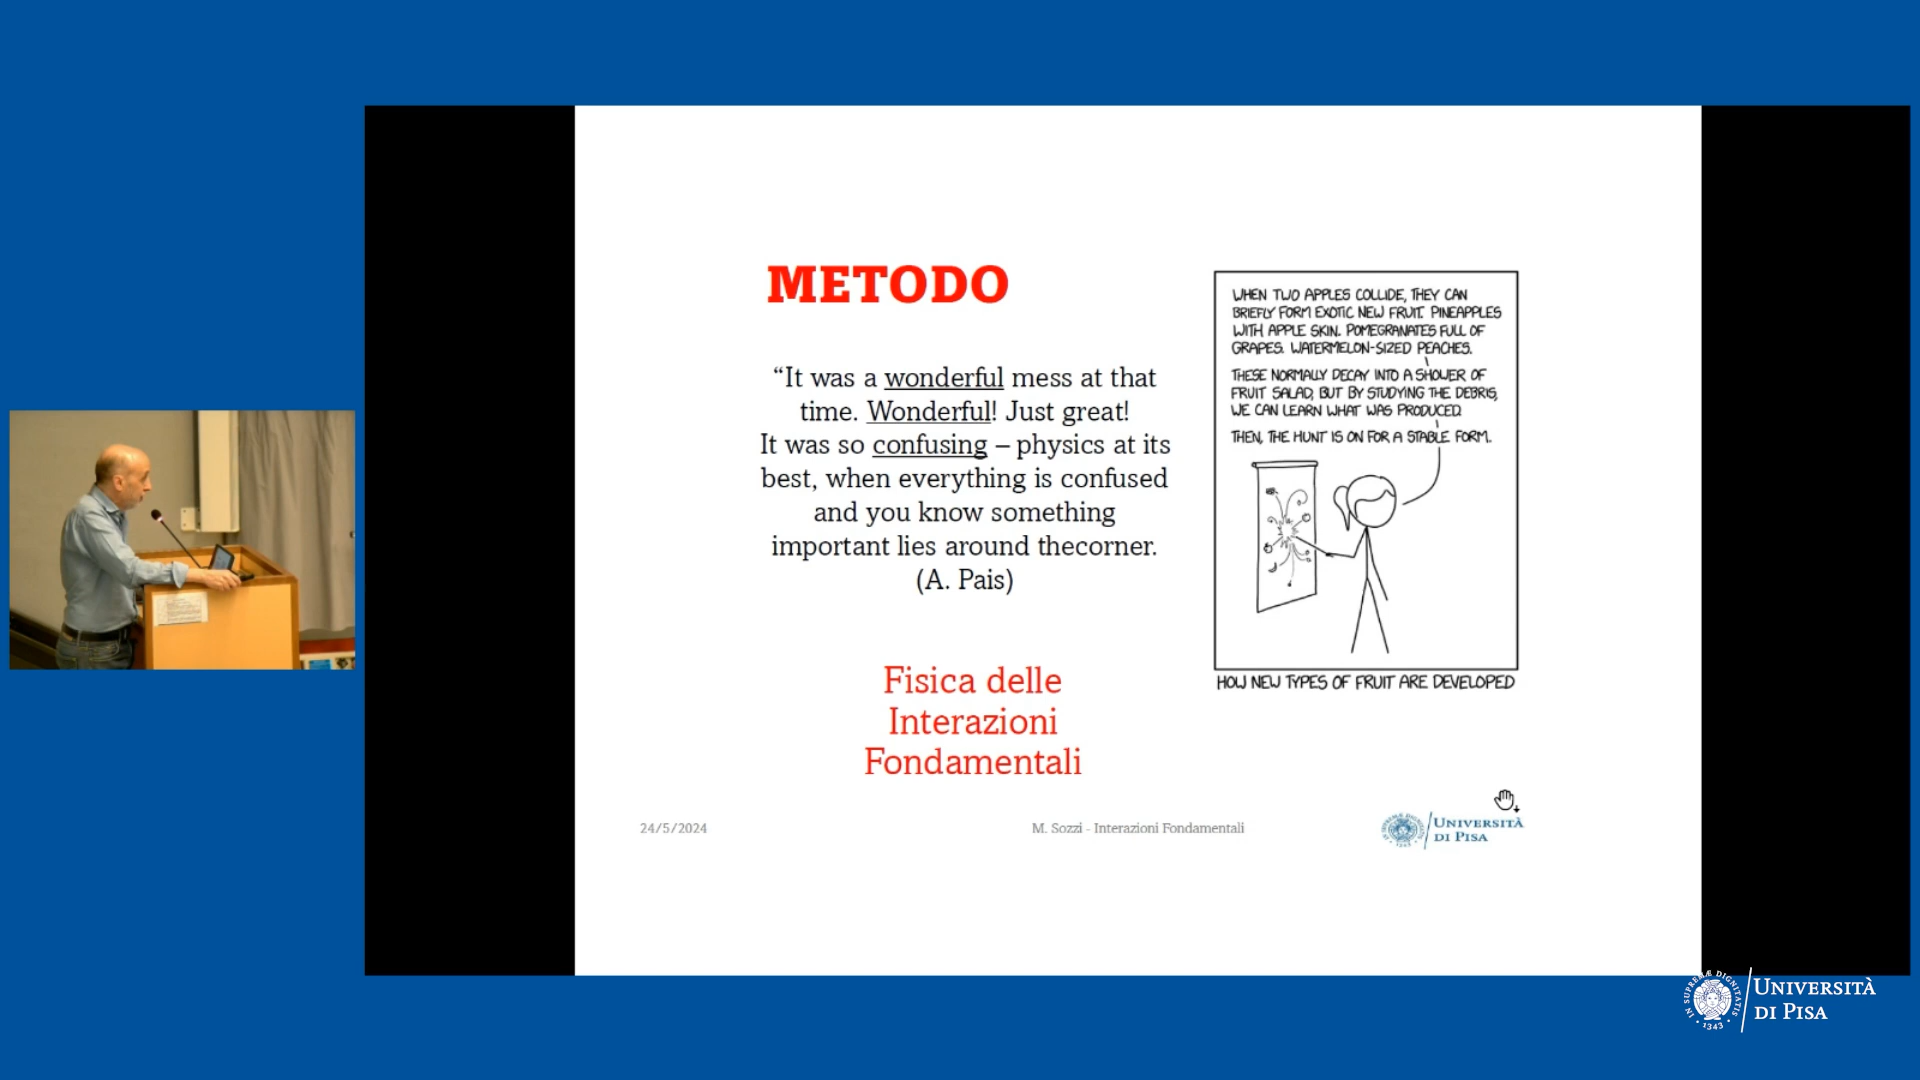 METODO
“It was a wonderful mess at that
time. Wonderful! Just great!
It was so confusing – physics at its
best, when everything is confused
and you know something
important lies around thecorner.
(A. Pais)
Fisica delle
Interazioni
Fondamentali
WHEN TWO APPLES COLLIDE, THEY CAN
BRIEFLY FORM EXOTIC NEW FRUIT. PINEAPPLES
WITH APPLE SKIN. POMEGRANATES FULL OF
GRAPES. WATERMELON-SIZED PEACHES.
THESE NORMALLY DECAY INTO A SHOWER OF
FRUIT SALAD, BUT BY STUDYING THE DEBRIS,
WE CAN LEARN WHAT WAS PRODUCED.
THEN, THE HUNT IS ON FOR A STABLE FORM.
HOW NEW TYPES OF FRUIT ARE DEVELOPED
24/5/2024
M. Sozzi - Interazioni Fondamentali
UNIVERSITÀ
DI PISA
IN SUPREMÆ DIGNITATIS
1343
UNIVERSITÀ
DI PISA